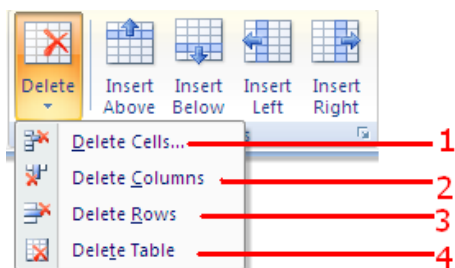 Delete
Insert Above
Insert Below
Insert Left
Insert Right
Delete Cells... 1
Delete Columns 2
Delete Rows 3
Delete Table 4